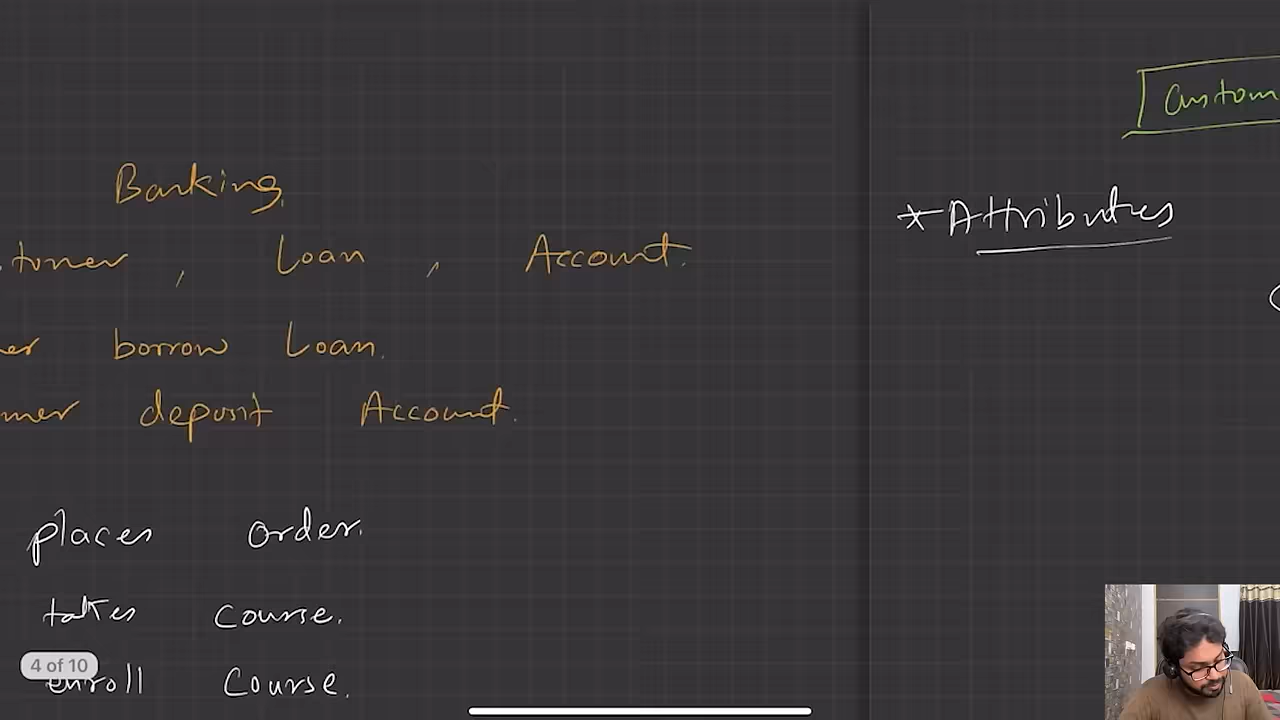 Banking,
tomer , Loan , Account.
er borrow Loan.
mer deposit Account.
places order.
takes course.
enroll course.
4 of 10
Custom
*Attributes